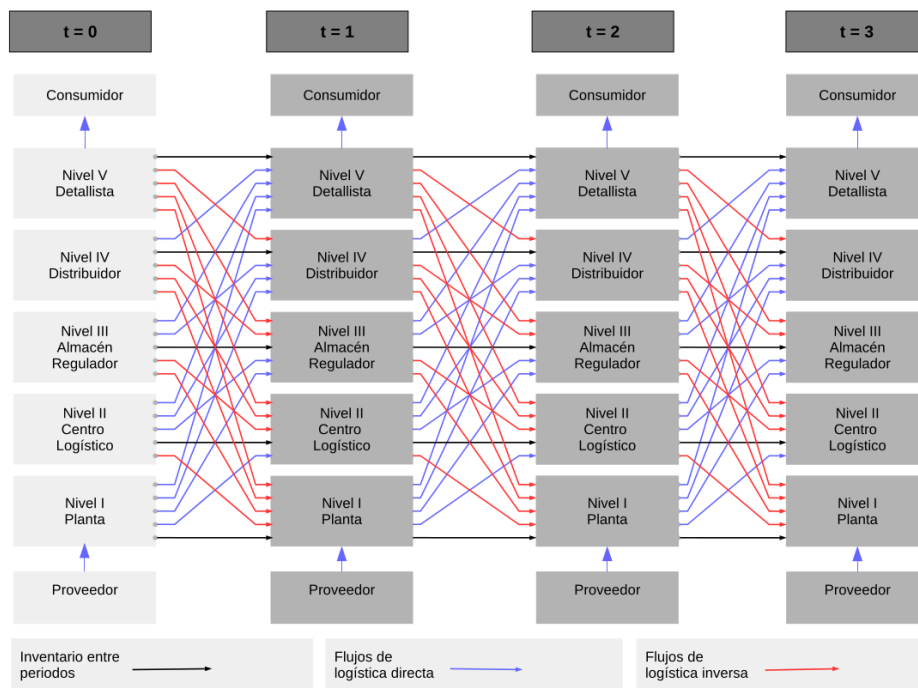 t = 0
t = 1
t = 2
t = 3
Consumidor
Consumidor
Consumidor
Consumidor
Nivel V
Detallista
Nivel V
Detallista
Nivel V
Detallista
Nivel V
Detallista
Nivel IV
Distribuidor
Nivel IV
Distribuidor
Nivel IV
Distribuidor
Nivel IV
Distribuidor
Nivel III
Almacén
Regulador
Nivel III
Almacén
Regulador
Nivel III
Almacén
Regulador
Nivel III
Almacén
Regulador
Nivel II
Centro
Logístico
Nivel II
Centro
Logístico
Nivel II
Centro
Logístico
Nivel II
Centro
Logístico
Nivel I
Planta
Nivel I
Planta
Nivel I
Planta
Nivel I
Planta
Proveedor
Proveedor
Proveedor
Proveedor
Inventario entre
periodos
Flujos de
logística directa
Flujos de
logística inversa